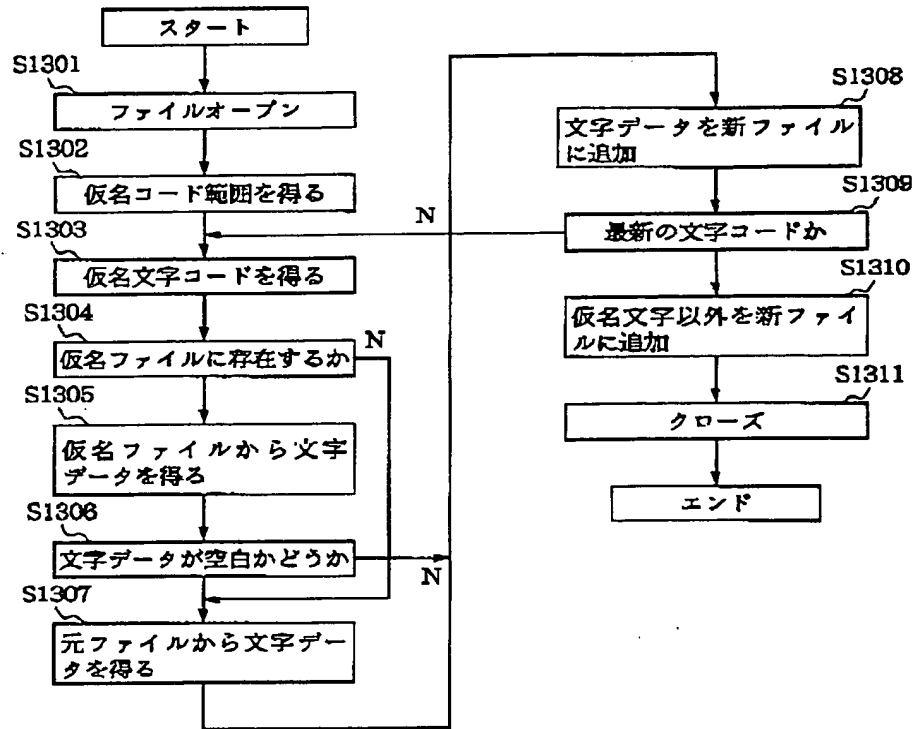 スタート
S1301
ファイルオープン
S1302
仮名コード範囲を得る
S1303
仮名文字コードを得る
S1304
仮名ファイルに存在するか
N
S1305
仮名ファイルから文字
データを得る
S1306
文字データが空白かどうか
N
S1307
元ファイルから文字デー
タを得る
S1308
文字データを新ファイル
に追加
S1309
最新の文字コードか
N
S1310
仮名文字以外を新ファイ
ルに追加
S1311
クローズ
エンド